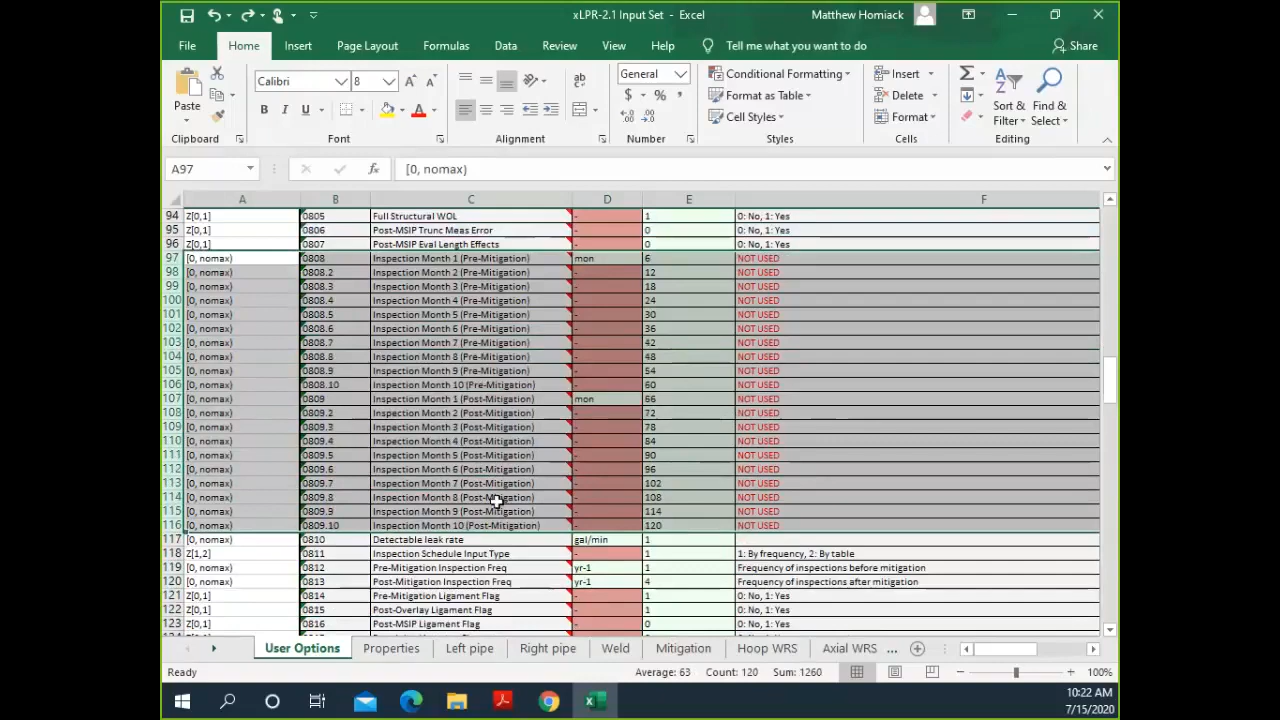 xLPR-2.1 Input Set - Excel
Matthew Homiack
File Home Insert Page Layout Formulas Data Review View Help Tell me what you want to do Share
Calibri 8 General Conditional Formatting Insert
Paste B I U A $ % , Format as Table Delete Sort & Find &
Cell Styles Format Filter Select
Clipboard Font Alignment Number Styles Cells Editing
A97 fx [0, nomax)
A B C D E F
94 Z[0,1] 0805 Full Structural WOL - 1 0: No, 1: Yes
95 Z[0,1] 0806 Post-MSIP Trunc Meas Error - 0 0: No, 1: Yes
96 Z[0,1] 0807 Post-MSIP Eval Length Effects - 0 0: No, 1: Yes
97 [0, nomax) 0808 Inspection Month 1 (Pre-Mitigation) mon 6 NOT USED
98 [0, nomax) 0808.2 Inspection Month 2 (Pre-Mitigation) - 12 NOT USED
99 [0, nomax) 0808.3 Inspection Month 3 (Pre-Mitigation) - 18 NOT USED
100 [0, nomax) 0808.4 Inspection Month 4 (Pre-Mitigation) - 24 NOT USED
101 [0, nomax) 0808.5 Inspection Month 5 (Pre-Mitigation) - 30 NOT USED
102 [0, nomax) 0808.6 Inspection Month 6 (Pre-Mitigation) - 36 NOT USED
103 [0, nomax) 0808.7 Inspection Month 7 (Pre-Mitigation) - 42 NOT USED
104 [0, nomax) 0808.8 Inspection Month 8 (Pre-Mitigation) - 48 NOT USED
105 [0, nomax) 0808.9 Inspection Month 9 (Pre-Mitigation) - 54 NOT USED
106 [0, nomax) 0808.10 Inspection Month 10 (Pre-Mitigation) - 60 NOT USED
107 [0, nomax) 0809 Inspection Month 1 (Post-Mitigation) mon 66 NOT USED
108 [0, nomax) 0809.2 Inspection Month 2 (Post-Mitigation) - 72 NOT USED
109 [0, nomax) 0809.3 Inspection Month 3 (Post-Mitigation) - 78 NOT USED
110 [0, nomax) 0809.4 Inspection Month 4 (Post-Mitigation) - 84 NOT USED
111 [0, nomax) 0809.5 Inspection Month 5 (Post-Mitigation) - 90 NOT USED
112 [0, nomax) 0809.6 Inspection Month 6 (Post-Mitigation) - 96 NOT USED
113 [0, nomax) 0809.7 Inspection Month 7 (Post-Mitigation) - 102 NOT USED
114 [0, nomax) 0809.8 Inspection Month 8 (Post-Mitigation) - 108 NOT USED
115 [0, nomax) 0809.9 Inspection Month 9 (Post-Mitigation) - 114 NOT USED
116 [0, nomax) 0809.10 Inspection Month 10 (Post-Mitigation) - 120 NOT USED
117 [0, nomax) 0810 Detectable leak rate gal/min 1
118 Z[1,2] 0811 Inspection Schedule Input Type - 1 1: By frequency, 2: By table
119 [0, nomax) 0812 Pre-Mitigation Inspection Freq yr-1 1 Frequency of inspections before mitigation
120 [0, nomax) 0813 Post-Mitigation Inspection Freq yr-1 4 Frequency of inspections after mitigation
121 Z[0,1] 0814 Pre-Mitigation Ligament Flag - 1 0: No, 1: Yes
122 Z[0,1] 0815 Post-Overlay Ligament Flag - 1 0: No, 1: Yes
123 Z[0,1] 0816 Post-MSIP Ligament Flag - 0 0: No, 1: Yes
User Options Properties Left pipe Right pipe Weld Mitigation Hoop WRS Axial WRS ...
Ready Average: 63 Count: 120 Sum: 1260 100%
10:22 AM
7/15/2020